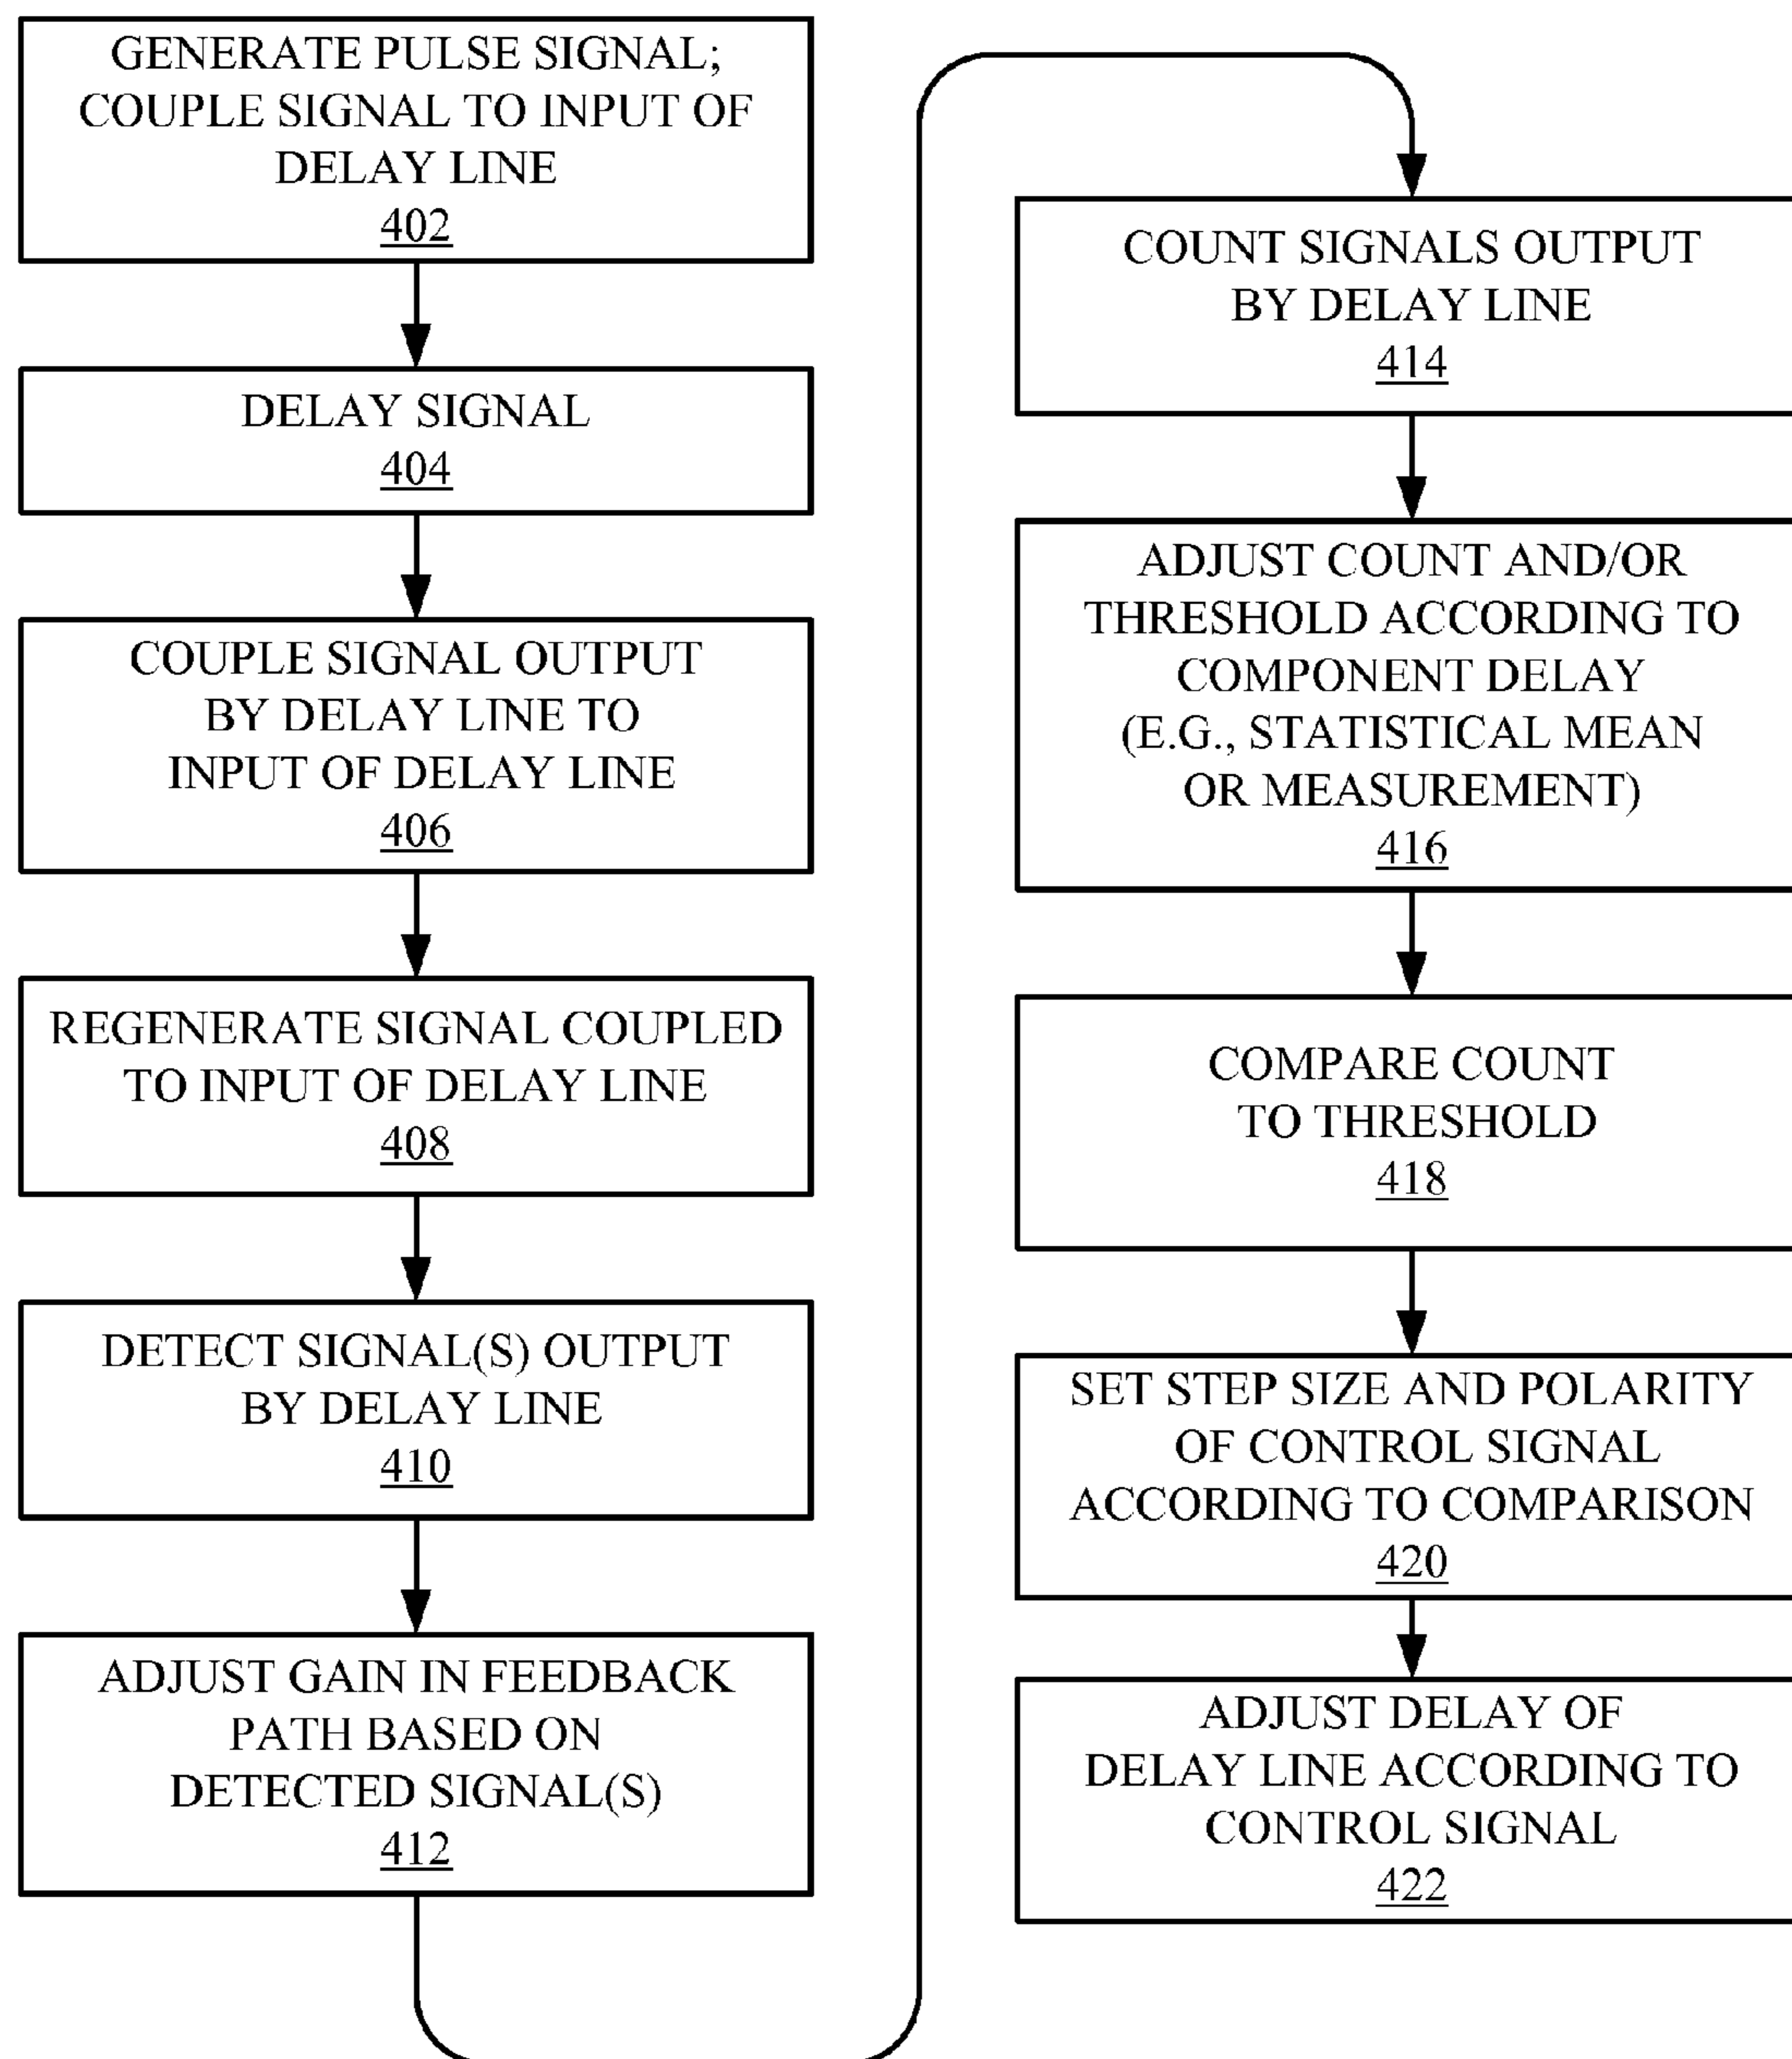 GENERATE PULSE SIGNAL;
COUPLE SIGNAL TO INPUT OF
DELAY LINE
402
DELAY SIGNAL
404
COUPLE SIGNAL OUTPUT
BY DELAY LINE TO
INPUT OF DELAY LINE
406
REGENERATE SIGNAL COUPLED
TO INPUT OF DELAY LINE
408
DETECT SIGNAL(S) OUTPUT
BY DELAY LINE
410
ADJUST GAIN IN FEEDBACK
PATH BASED ON
DETECTED SIGNAL(S)
412
COUNT SIGNALS OUTPUT
BY DELAY LINE
414
ADJUST COUNT AND/OR
THRESHOLD ACCORDING TO
COMPONENT DELAY
(E.G., STATISTICAL MEAN
OR MEASUREMENT)
416
COMPARE COUNT
TO THRESHOLD
418
SET STEP SIZE AND POLARITY
OF CONTROL SIGNAL
ACCORDING TO COMPARISON
420
ADJUST DELAY OF
DELAY LINE ACCORDING TO
CONTROL SIGNAL
422